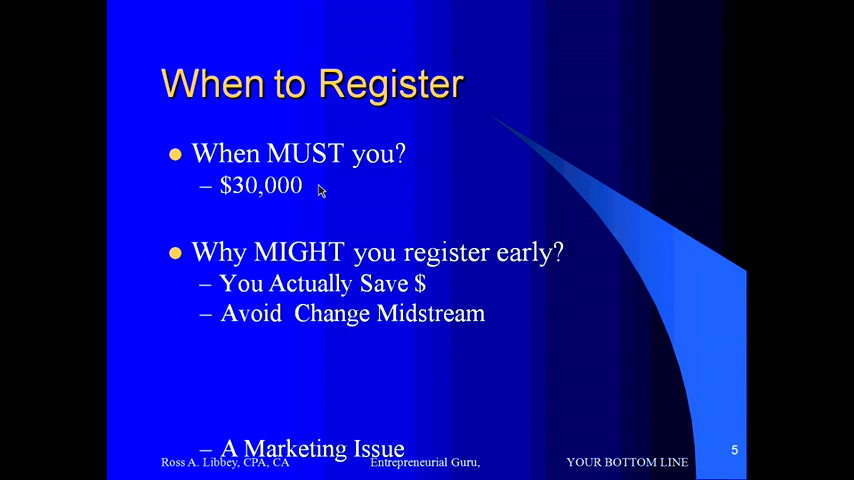 When to Register
● When MUST you?
– $30,000
● Why MIGHT you register early?
– You Actually Save $
– Avoid Change Midstream
– A Marketing Issue
Ross A. Libbey, CPA, CA Entrepreneurial Guru, YOUR BOTTOM LINE 5